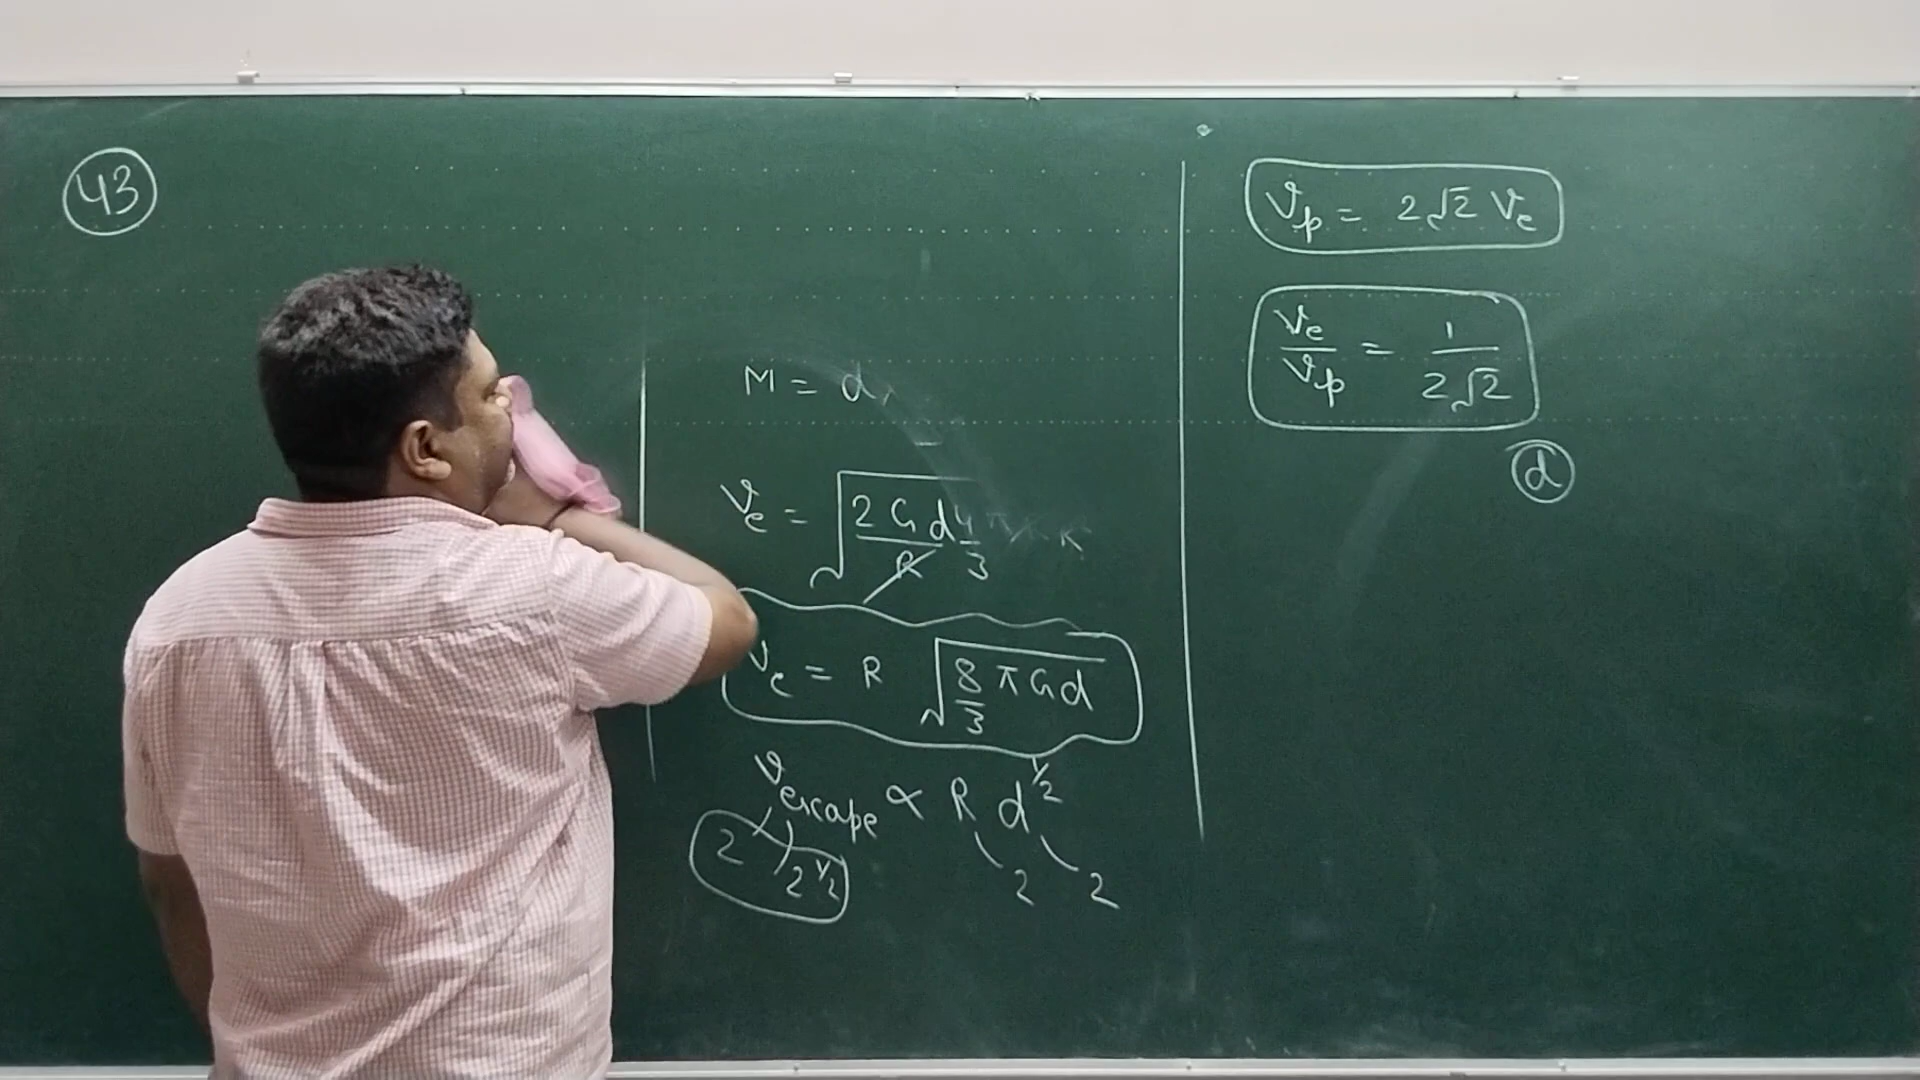 43
M = d
Ve = √(2Gd 4/R 3
Ve = R √(8/3 πGd)
Vescape ∝ R d^1/2
2 2^1/2 2 2
Vp = 2√2 Ve
Ve/Vp = 1/2√2
d